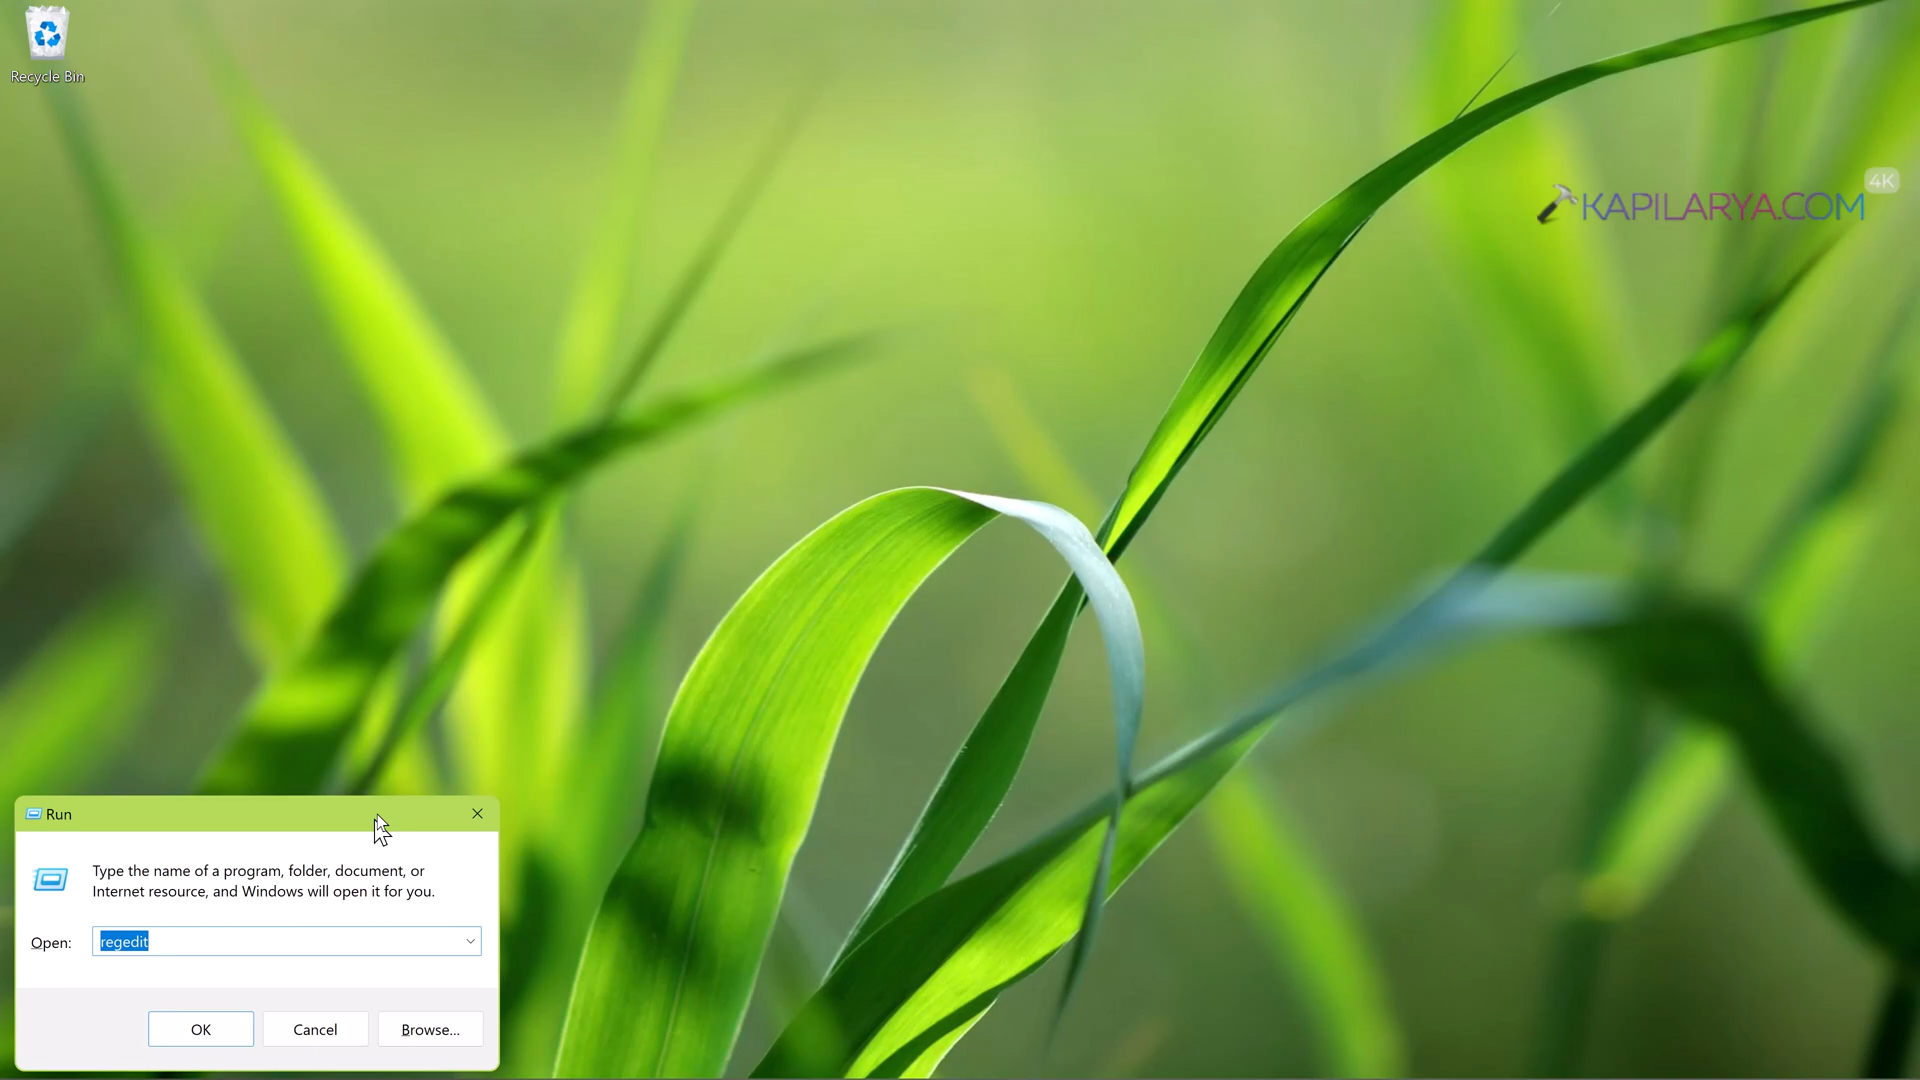 Recycle Bin
4K
KAPILARYA.COM
Run
Type the name of a program, folder, document, or
Internet resource, and Windows will open it for you.
Open:
regedit
OK
Cancel
Browse...